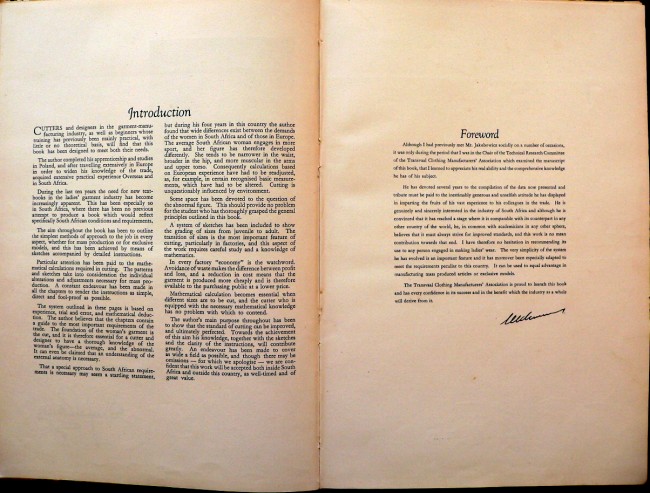 Introduction
CUTTERS and designers in the garment-manu-
facturing industry, as well as beginners whose
training has previously been mainly practical, with
little or no theoretical basis, will find that this
book has been designed to meet both their needs.
The author completed his apprenticeship and studies
in Poland, and after travelling extensively in Europe
in order to widen his knowledge of the trade,
acquired extensive practical experience Overseas and
in South Africa.
During the last ten years the need for new text-
books in the ladies' garment industry has become
increasingly apparent. This has been especially so
in South Africa, where there has been no previous
attempt to produce a book which would reflect
specifically South African conditions and requirements.
The aim throughout the book has been to outline
the simplest methods of approach to the job in every
aspect, whether for mass production or for exclusive
models, and this has been achieved by means of
sketches accompanied by detailed instructions.
Particular attention has been paid to the mathe-
matical calculations required in cutting. The patterns
and sketches take into consideration the individual
alterations and adjustments necessary for mass produc-
tion. A constant endeavour has been made in all
the chapters to render the instructions as simple,
direct and fool-proof as possible.
The system outlined in these pages is based on
experience, trial and error, and mathematical deduc-
tion. The author believes that the chapters contain
a guide to the most important requirements of the
trade. The foundation of the woman's garment is
the cut, and it is therefore essential for a cutter and
designer to have a thorough knowledge of the
woman's figure—the average, and the abnormal.
It can even be claimed that an understanding of the
external anatomy is necessary.
That a special approach to South African require-
ments is necessary may seem a startling statement,
but during his four years in this country the author
found that wide differences exist between the demands
of the women in South Africa and of those in Europe.
The average South African woman engages in more
sport, and her figure has therefore developed
differently. She tends to be narrower in the waist,
broader in the hip, and more muscular in the arms
and upper torso. Consequently calculations based
on European experience have had to be readjusted,
as, for example, in certain recognised basic measure-
ments, which have had to be altered. Cutting is
unquestionably influenced by environment.
Some space has been devoted to the question of
the abnormal figure. This should provide no problem
for the student who has thoroughly grasped the general
principles outlined in this book.
A system of sketches has been included to show
the grading of sizes from juvenile to adult. The
transition of sizes is the most important feature of
cutting, particularly in factories, and this aspect of
the work requires careful study and a knowledge of
mathematics.
In every factory "economy" is the watchword.
Avoidance of waste makes the difference between profit
and loss, and a reduction in cost means that the
garment is produced more cheaply and is therefore
available to the purchasing public at a lower price.
Mathematical calculation becomes essential when
different sizes are to be cut, and the cutter who is
equipped with the necessary mathematical knowledge
has no problem with which to contend.
The author's main purpose throughout has been
to show that the standard of cutting can be improved,
and ultimately perfected. Towards the achievement
of this aim his knowledge, together with the sketches
and the clarity of the instructions, will contribute
greatly. An endeavour has been made to cover
as wide a field as possible, and though there may be
omissions — for which we apologise — we are con-
fident that this work will be accepted both inside South
Africa and outside this country, as well-timed and of
great value.
Foreword
Although I had previously met Mr. Jakubowicz socially on a number of occasions,
it was only during the period that I was in the Chair of the Technical Research Committee
of the Transvaal Clothing Manufacturers' Association which examined the manuscript
of this book, that I learned to appreciate his real ability and the comprehensive knowledge
he has of his subject.
He has devoted several years to the compilation of the data now presented and
tribute must be paid to the inestimably generous and unselfish attitude he has displayed
in imparting the fruits of his vast experience to his colleagues in the trade. He is
genuinely and sincerely interested in the industry of South Africa and although he is
convinced that it has reached a stage where it is comparable with its counterpart in any
other country of the world, he, in common with academicians in any other sphere,
believes that it must always strive for improved standards, and this work is no mean
contribution towards that end. I have therefore no hesitation in recommending its
use to any person engaged in making ladies' wear. The very simplicity of the system
he has evolved is an important feature and it has moreover been especially adapted to
meet the requirements peculiar to this country. It can be used to equal advantage in
manufacturing mass produced articles or exclusive models.
The Transvaal Clothing Manufacturers' Association is proud to launch this book
and has every confidence in its success and in the benefit which the industry as a whole
will derive from it.